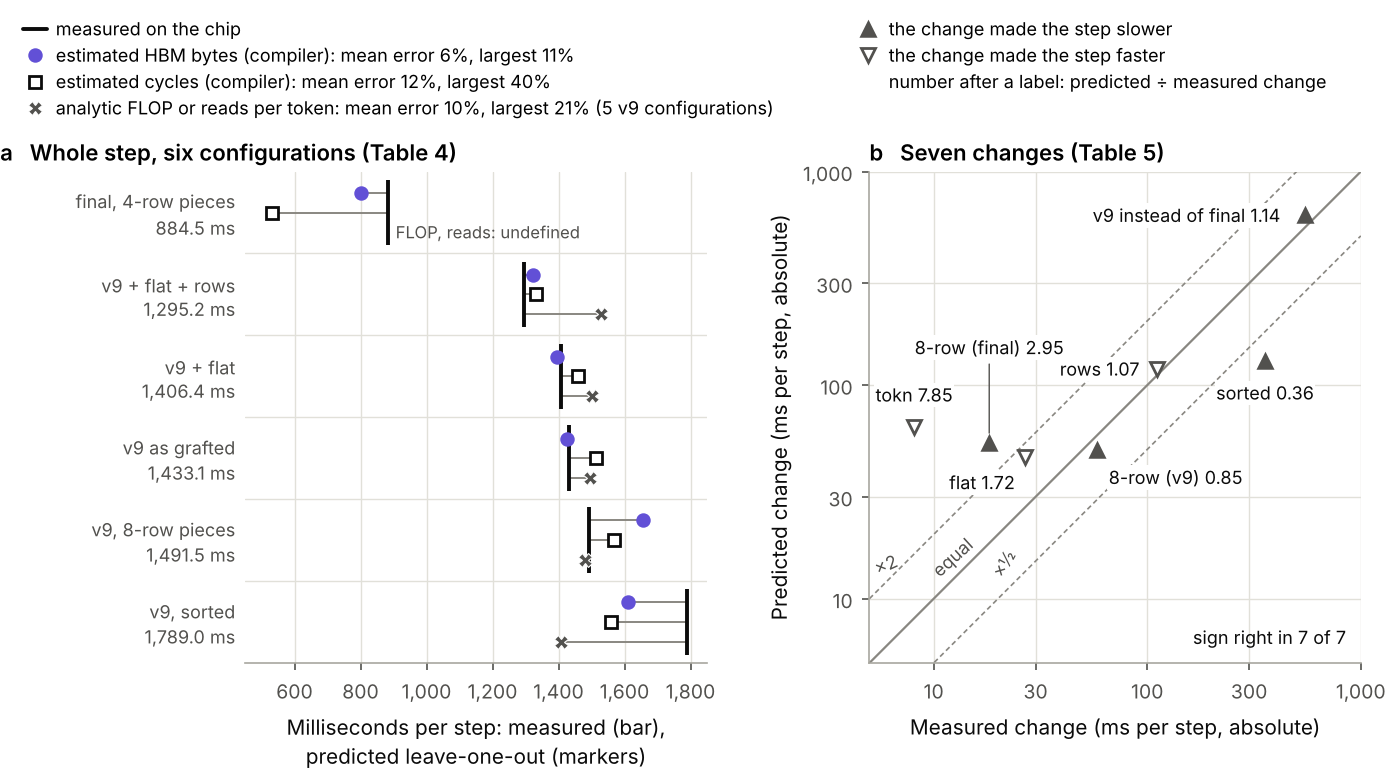 measured on the chip
estimated HBM bytes (compiler): mean error 6%, largest 11%
estimated cycles (compiler): mean error 12%, largest 40%
analytic FLOP or reads per token: mean error 10%, largest 21% (5 v9 configurations)
the change made the step slower
the change made the step faster
number after a label: predicted ÷ measured change
a Whole step, six configurations (Table 4)
final, 4-row pieces
884.5 ms
FLOP, reads: undefined
v9 + flat + rows
1,295.2 ms
v9 + flat
1,406.4 ms
v9 as grafted
1,433.1 ms
v9, 8-row pieces
1,491.5 ms
v9, sorted
1,789.0 ms
600 800 1,000 1,200 1,400 1,600 1,800
Milliseconds per step: measured (bar),
predicted leave-one-out (markers)
b Seven changes (Table 5)
Predicted change (ms per step, absolute)
1,000
300
100
30
10
v9 instead of final 1.14
8-row (final) 2.95
rows 1.07
tokn 7.85
sorted 0.36
flat 1.72
8-row (v9) 0.85
×2
equal
×½
sign right in 7 of 7
10 30 100 300 1,000
Measured change (ms per step, absolute)